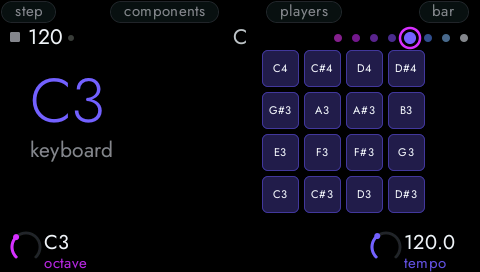 step components players bar
120 C
C3
keyboard
C4 C#4 D4 D#4
G#3 A3 A#3 B3
E3 F3 F#3 G3
C3 C#3 D3 D#3
C3 120.0
octave tempo